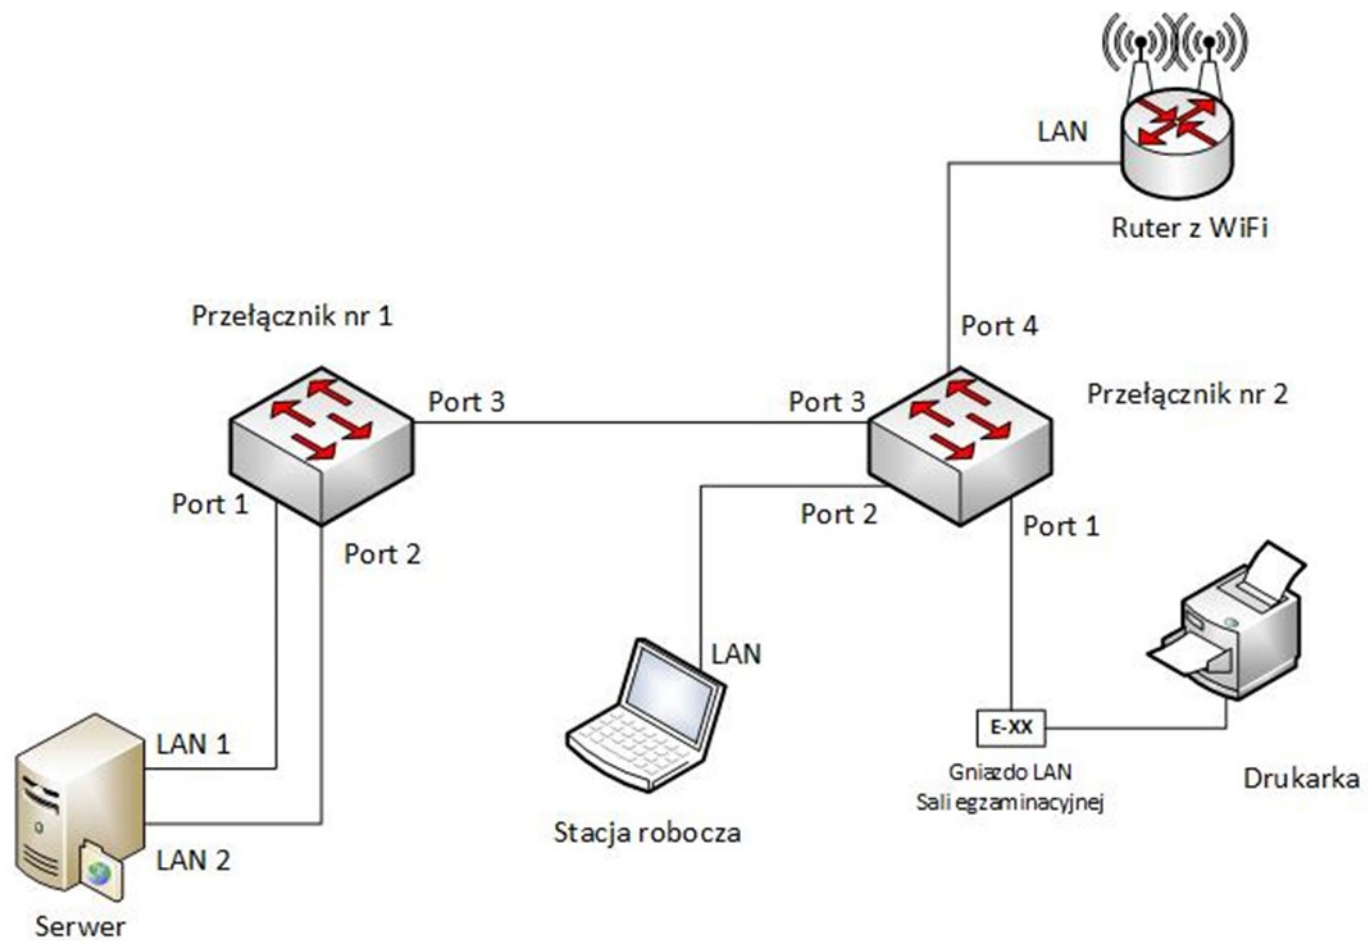 LAN
Ruter z WiFi
Przełącznik nr 1
Port 4
Przełącznik nr 2
Port 3
Port 3
Port 1
Port 2
Port 2
Port 1
LAN
E-XX
LAN 1
Gniazdo LAN
Sali egzaminacyjnej
Drukarka
Stacja robocza
LAN 2
Serwer